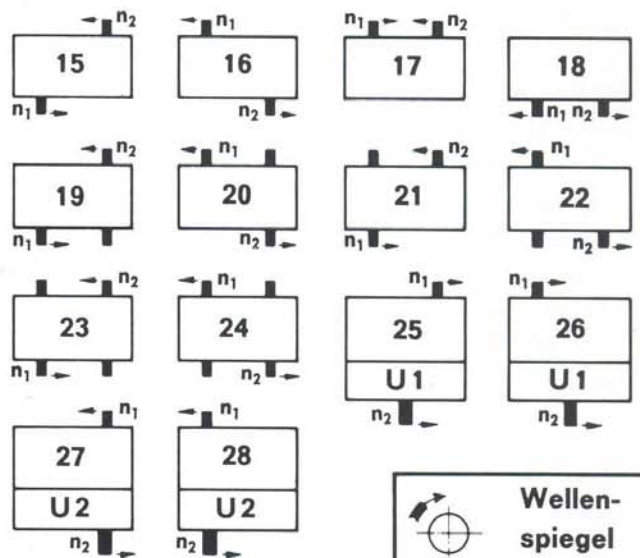 n₂ n₁ n₁ n₂
15 16 17 18
n₁ n₂ n₁ n₂
n₂ n₁ n₂ n₁
19 20 21 22
n₁ n₂ n₁ n₂
n₂ n₁ n₁ n₁
23 24 25 26
n₁ n₂ U1 U1
n₁ n₁ n₂ n₂
27 28
U2 U2
n₂ n₂
Wellen-
spiegel